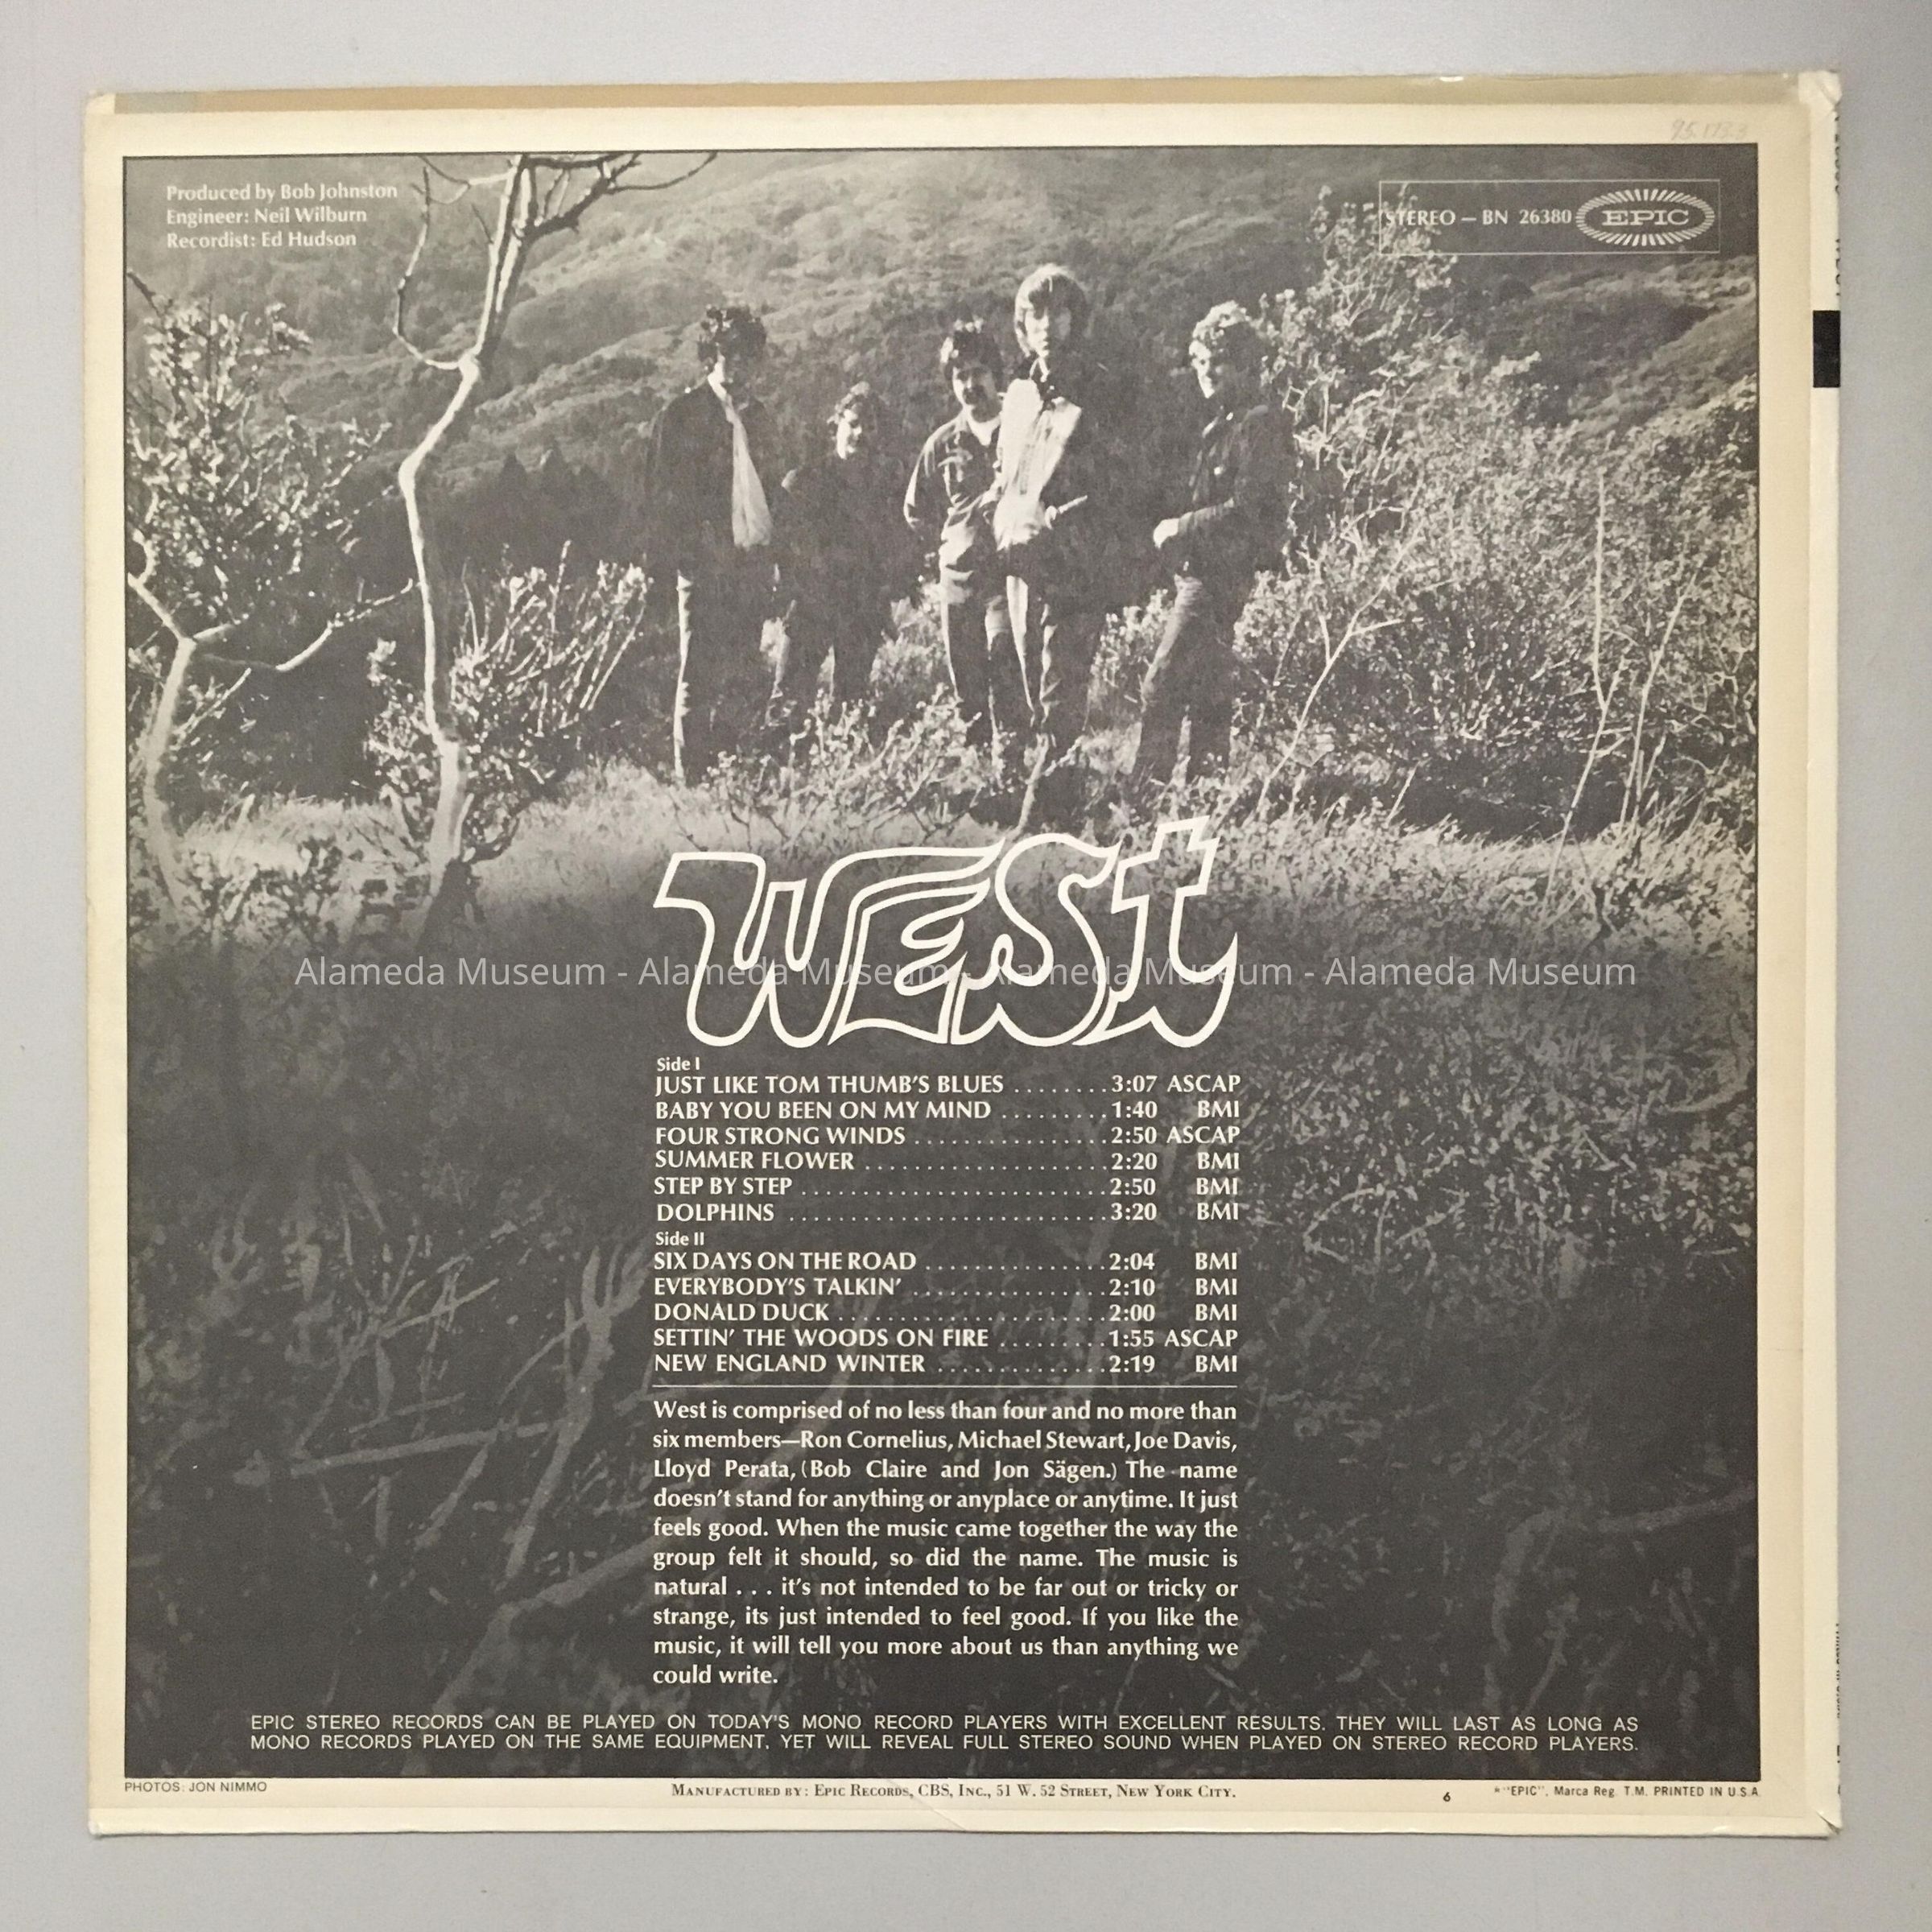 95.173.3
Produced by Bob Johnston
Engineer: Neil Wilburn
Recordist: Ed Hudson
STEREO — BN 26380 EPIC
WEST
Alameda Museum - Alameda Museum - Alameda Museum - Alameda Museum
Side I
JUST LIKE TOM THUMB'S BLUES ........3:07 ASCAP
BABY YOU BEEN ON MY MIND .........1:40 BMI
FOUR STRONG WINDS ................2:50 ASCAP
SUMMER FLOWER ....................2:20 BMI
STEP BY STEP .........................2:50 BMI
DOLPHINS ..........................3:20 BMI
Side II
SIX DAYS ON THE ROAD ...............2:04 BMI
EVERYBODY'S TALKIN' ................2:10 BMI
DONALD DUCK ......................2:00 BMI
SETTIN' THE WOODS ON FIRE .........1:55 ASCAP
NEW ENGLAND WINTER ..............2:19 BMI
West is comprised of no less than four and no more than
six members—Ron Cornelius, Michael Stewart, Joe Davis,
Lloyd Perata, (Bob Claire and Jon Sägen.) The name
doesn't stand for anything or anyplace or anytime. It just
feels good. When the music came together the way the
group felt it should, so did the name. The music is
natural . . . it's not intended to be far out or tricky or
strange, its just intended to feel good. If you like the
music, it will tell you more about us than anything we
could write.
EPIC STEREO RECORDS CAN BE PLAYED ON TODAY'S MONO RECORD PLAYERS WITH EXCELLENT RESULTS. THEY WILL LAST AS LONG AS
MONO RECORDS PLAYED ON THE SAME EQUIPMENT, YET WILL REVEAL FULL STEREO SOUND WHEN PLAYED ON STEREO RECORD PLAYERS.
PHOTOS: JON NIMMO
MANUFACTURED BY: EPIC RECORDS, CBS, INC., 51 W. 52 STREET, NEW YORK CITY.
6
"EPIC", Marca Reg. T.M. PRINTED IN U.S.A.